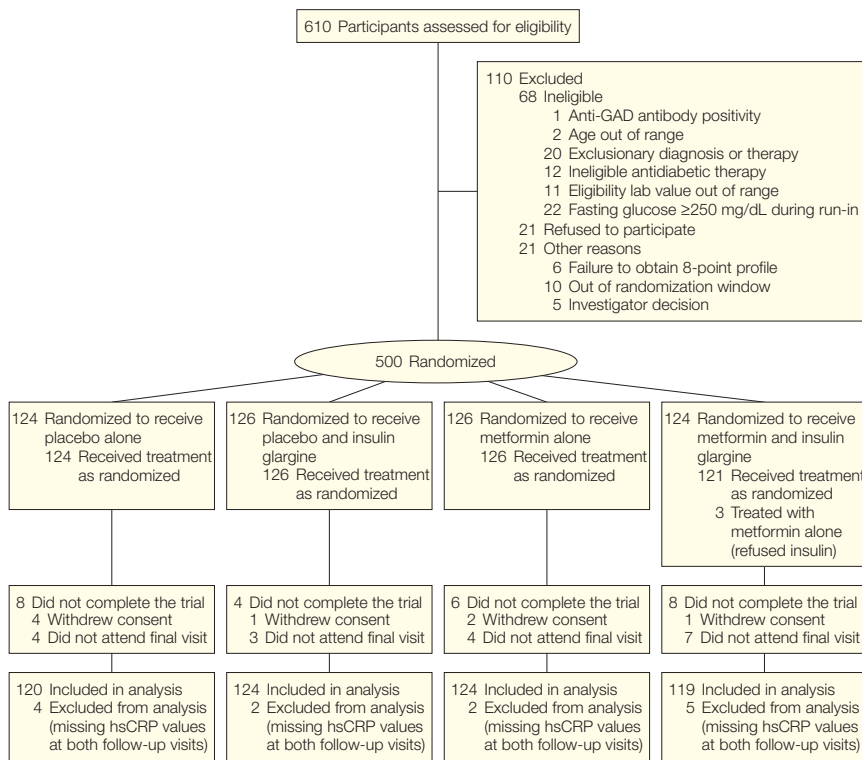 610 Participants assessed for eligibility
110 Excluded
68 Ineligible
1 Anti-GAD antibody positivity
2 Age out of range
20 Exclusionary diagnosis or therapy
12 Ineligible antidiabetic therapy
11 Eligibility lab value out of range
22 Fasting glucose ≥250 mg/dL during run-in
21 Refused to participate
21 Other reasons
6 Failure to obtain 8-point profile
10 Out of randomization window
5 Investigator decision
500 Randomized
124 Randomized to receive
placebo alone
124 Received treatment
as randomized
126 Randomized to receive
placebo and insulin
glargine
126 Received treatment
as randomized
126 Randomized to receive
metformin alone
126 Received treatment
as randomized
124 Randomized to receive
metformin and insulin
glargine
121 Received treatment
as randomized
3 Treated with
metformin alone
(refused insulin)
8 Did not complete the trial
4 Withdrew consent
4 Did not attend final visit
4 Did not complete the trial
1 Withdrew consent
3 Did not attend final visit
6 Did not complete the trial
2 Withdrew consent
4 Did not attend final visit
8 Did not complete the trial
1 Withdrew consent
7 Did not attend final visit
120 Included in analysis
4 Excluded from analysis
(missing hsCRP values
at both follow-up visits)
124 Included in analysis
2 Excluded from analysis
(missing hsCRP values
at both follow-up visits)
124 Included in analysis
2 Excluded from analysis
(missing hsCRP values
at both follow-up visits)
119 Included in analysis
5 Excluded from analysis
(missing hsCRP values
at both follow-up visits)